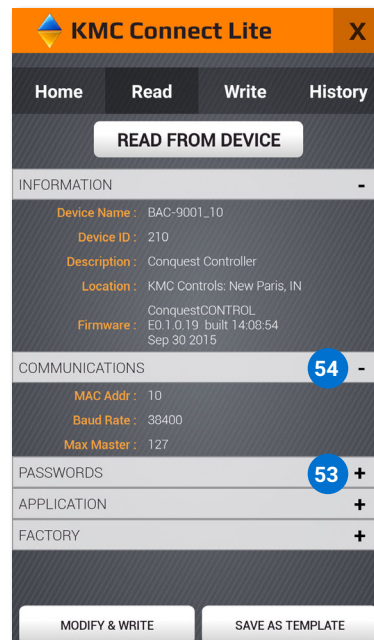 KMC Connect Lite X
Home Read Write History
READ FROM DEVICE
INFORMATION -
Device Name : BAC-9001_10
Device ID : 210
Description : Conquest Controller
Location : KMC Controls: New Paris, IN
Firmware : ConquestCONTROL
E0.1.0.19 built 14:08:54
Sep 30 2015
COMMUNICATIONS 54 -
MAC Addr : 10
Baud Rate : 38400
Max Master : 127
PASSWORDS 53 +
APPLICATION +
FACTORY +
MODIFY & WRITE SAVE AS TEMPLATE